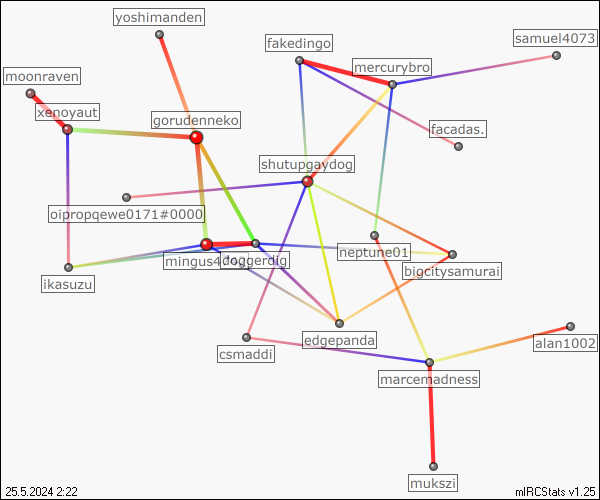 yoshimanden
samuel4073
fakedingo
mercurybro
moonraven
xenoyaut
gorudenneko
facadas.
shutupgaydog
oipropqewe0171#0000
neptune01
doggerdig
bigcitysamurai
ikasuzu
edgepanda
alan1002
csmaddi
marcemadness
mukszi
25.5.2024 2:22
mIRCStats v1.25